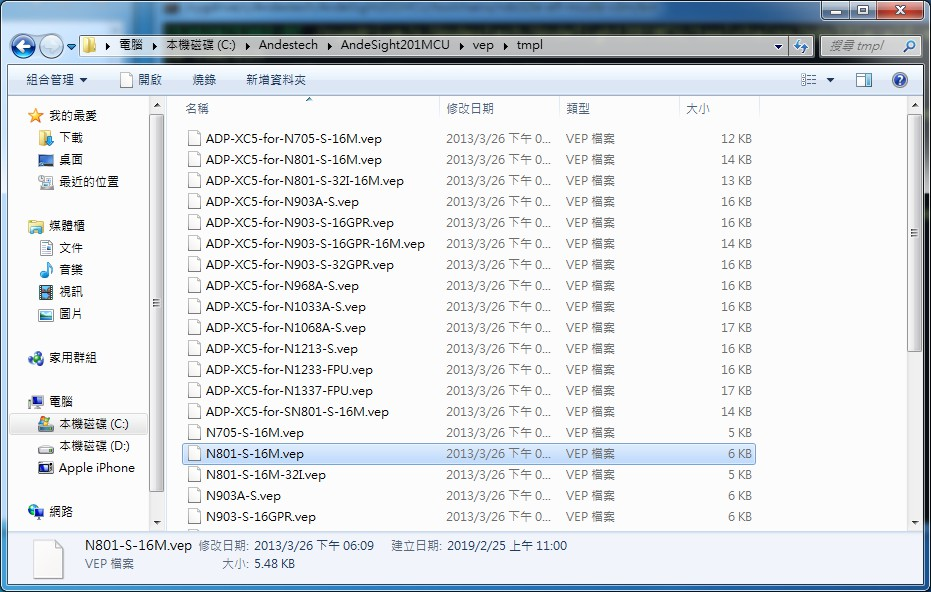 電腦 本機磁碟 (C:) Andestech AndeSight201MCU vep tmpl 搜尋 tmpl
組合管理 開啟 燒錄 新增資料夾
名稱 修改日期 類型 大小
我的最愛
下載
桌面
最近的位置
媒體櫃
文件
音樂
視訊
圖片
家用群組
電腦
本機磁碟 (C:)
本機磁碟 (D:)
Apple iPhone
網路
ADP-XC5-for-N705-S-16M.vep 2013/3/26 下午 0... VEP 檔案 12 KB
ADP-XC5-for-N801-S-16M.vep 2013/3/26 下午 0... VEP 檔案 14 KB
ADP-XC5-for-N801-S-32I-16M.vep 2013/3/26 下午 0... VEP 檔案 13 KB
ADP-XC5-for-N903A-S.vep 2013/3/26 下午 0... VEP 檔案 16 KB
ADP-XC5-for-N903-S-16GPR.vep 2013/3/26 下午 0... VEP 檔案 16 KB
ADP-XC5-for-N903-S-16GPR-16M.vep 2013/3/26 下午 0... VEP 檔案 14 KB
ADP-XC5-for-N903-S-32GPR.vep 2013/3/26 下午 0... VEP 檔案 16 KB
ADP-XC5-for-N968A-S.vep 2013/3/26 下午 0... VEP 檔案 16 KB
ADP-XC5-for-N1033A-S.vep 2013/3/26 下午 0... VEP 檔案 16 KB
ADP-XC5-for-N1068A-S.vep 2013/3/26 下午 0... VEP 檔案 17 KB
ADP-XC5-for-N1213-S.vep 2013/3/26 下午 0... VEP 檔案 16 KB
ADP-XC5-for-N1233-FPU.vep 2013/3/26 下午 0... VEP 檔案 16 KB
ADP-XC5-for-N1337-FPU.vep 2013/3/26 下午 0... VEP 檔案 17 KB
ADP-XC5-for-SN801-S-16M.vep 2013/3/26 下午 0... VEP 檔案 14 KB
N705-S-16M.vep 2013/3/26 下午 0... VEP 檔案 5 KB
N801-S-16M.vep 2013/3/26 下午 0... VEP 檔案 6 KB
N801-S-16M-32I.vep 2013/3/26 下午 0... VEP 檔案 5 KB
N903A-S.vep 2013/3/26 下午 0... VEP 檔案 6 KB
N903-S-16GPR.vep 2013/3/26 下午 0... VEP 檔案 6 KB
N801-S-16M.vep 修改日期: 2013/3/26 下午 06:09 建立日期: 2019/2/25 上午 11:00
VEP 檔案 大小: 5.48 KB